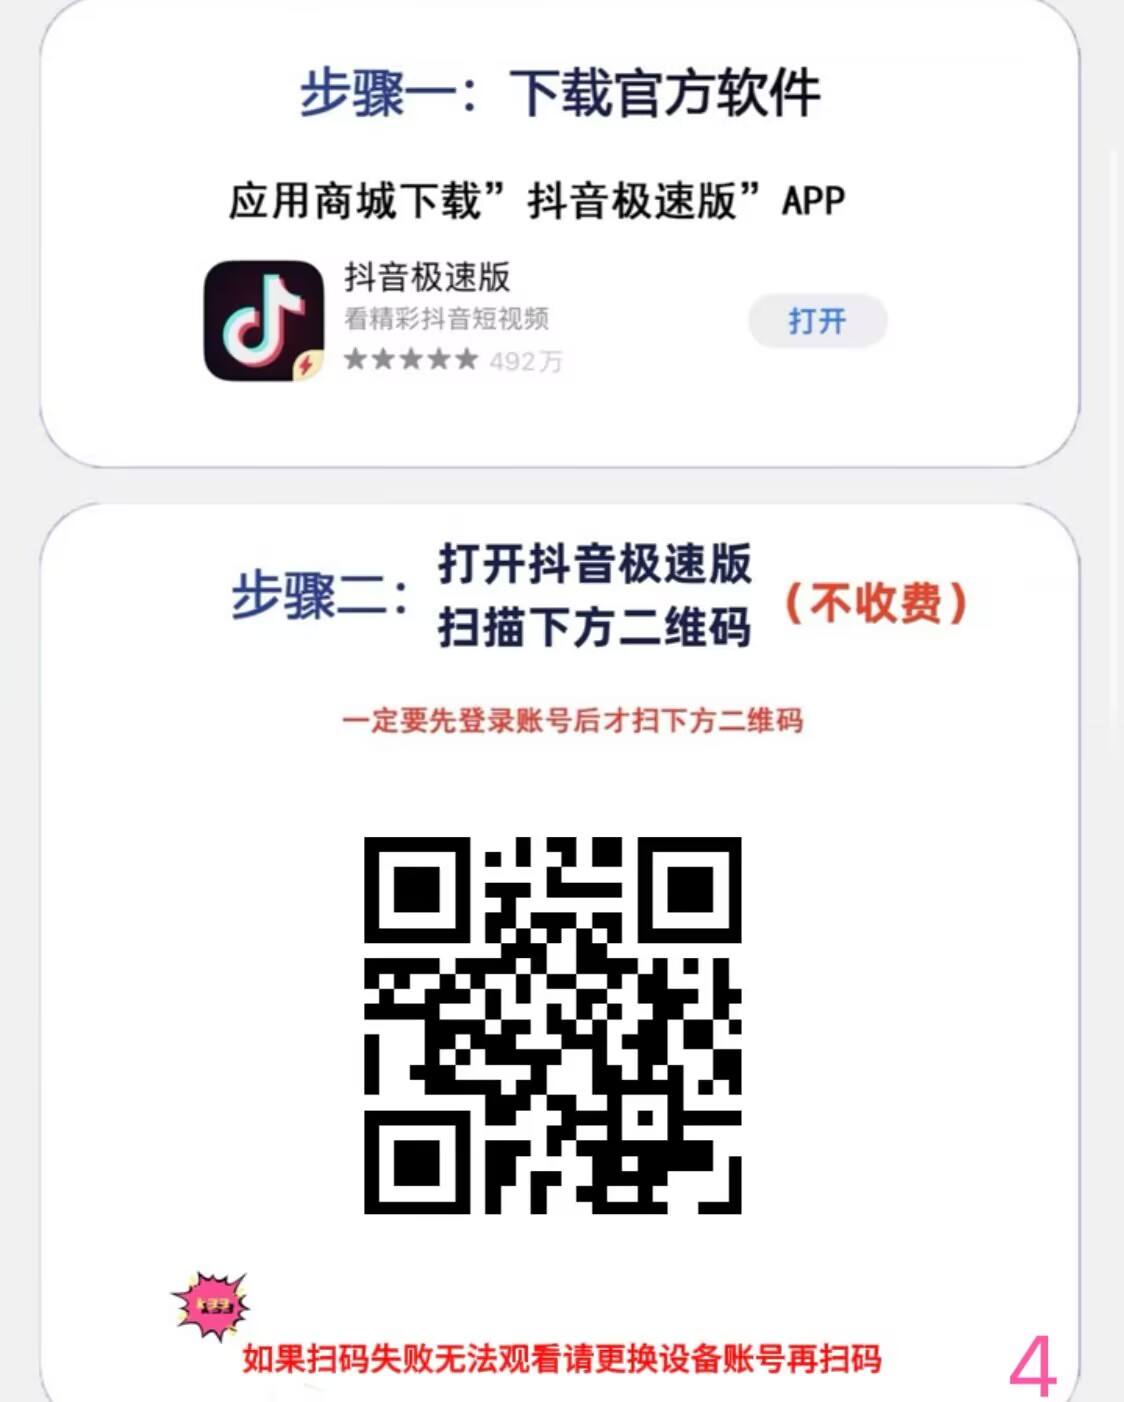 步骤一：下载官方软件
应用商城下载”抖音极速版”APP
抖音极速版
看精彩抖音短视频
★★★★★ 492万
打开
步骤二：
打开抖音极速版
扫描下方二维码
（不收费）
一定要先登录账号后才扫下方二维码
如果扫码失败无法观看请更换设备账号再扫码
4